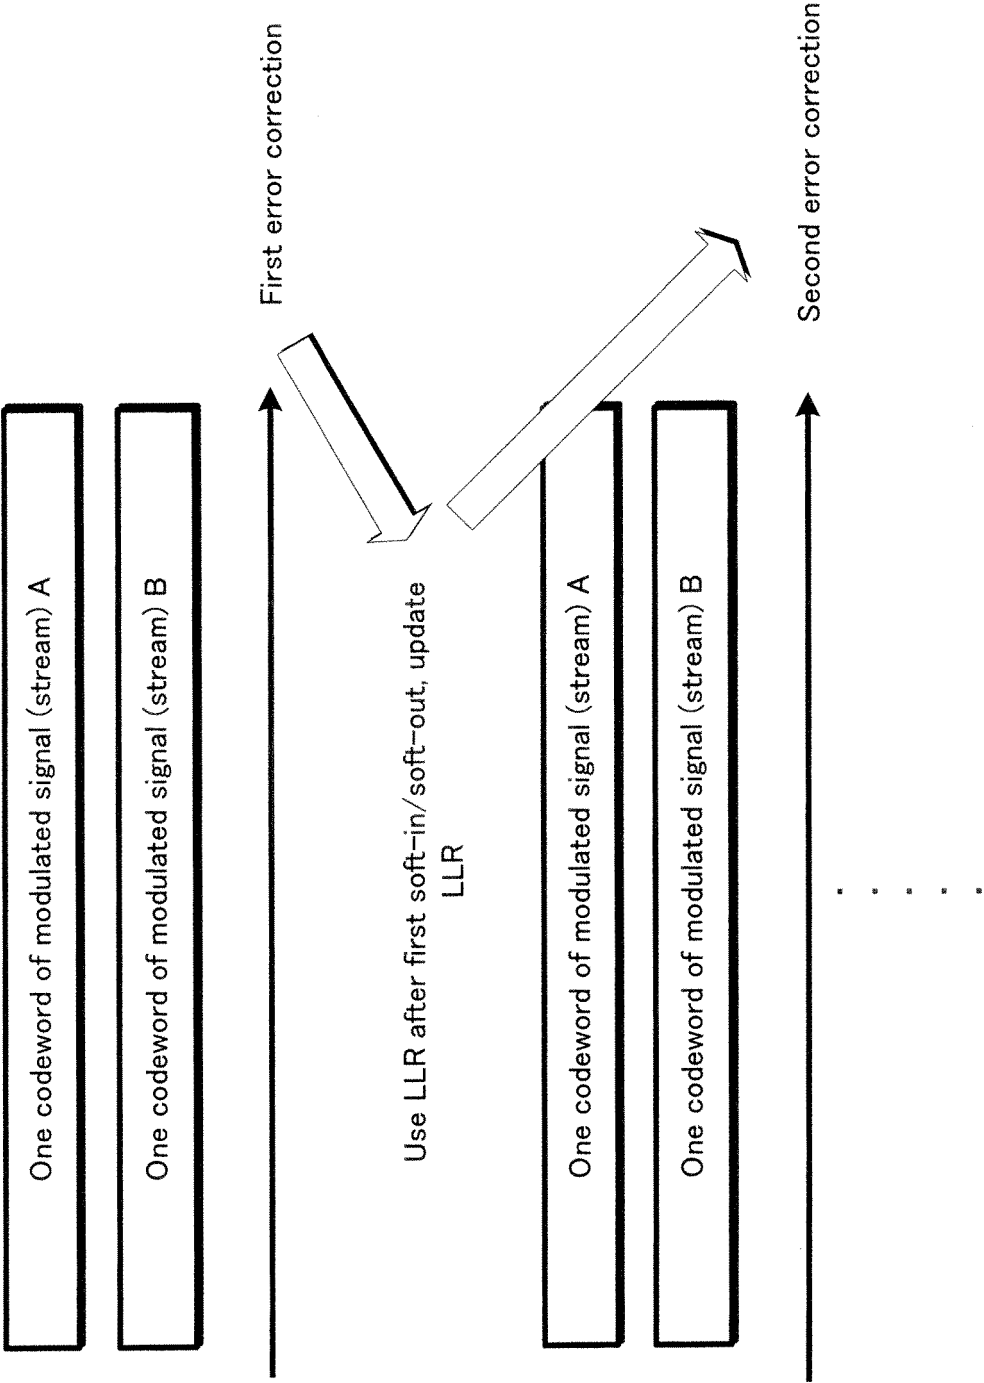 One codeword of modulated signal (stream) A
One codeword of modulated signal (stream) B
First error correction
Use LLR after first soft-in/soft-out, update
LLR
One codeword of modulated signal (stream) A
One codeword of modulated signal (stream) B
Second error correction